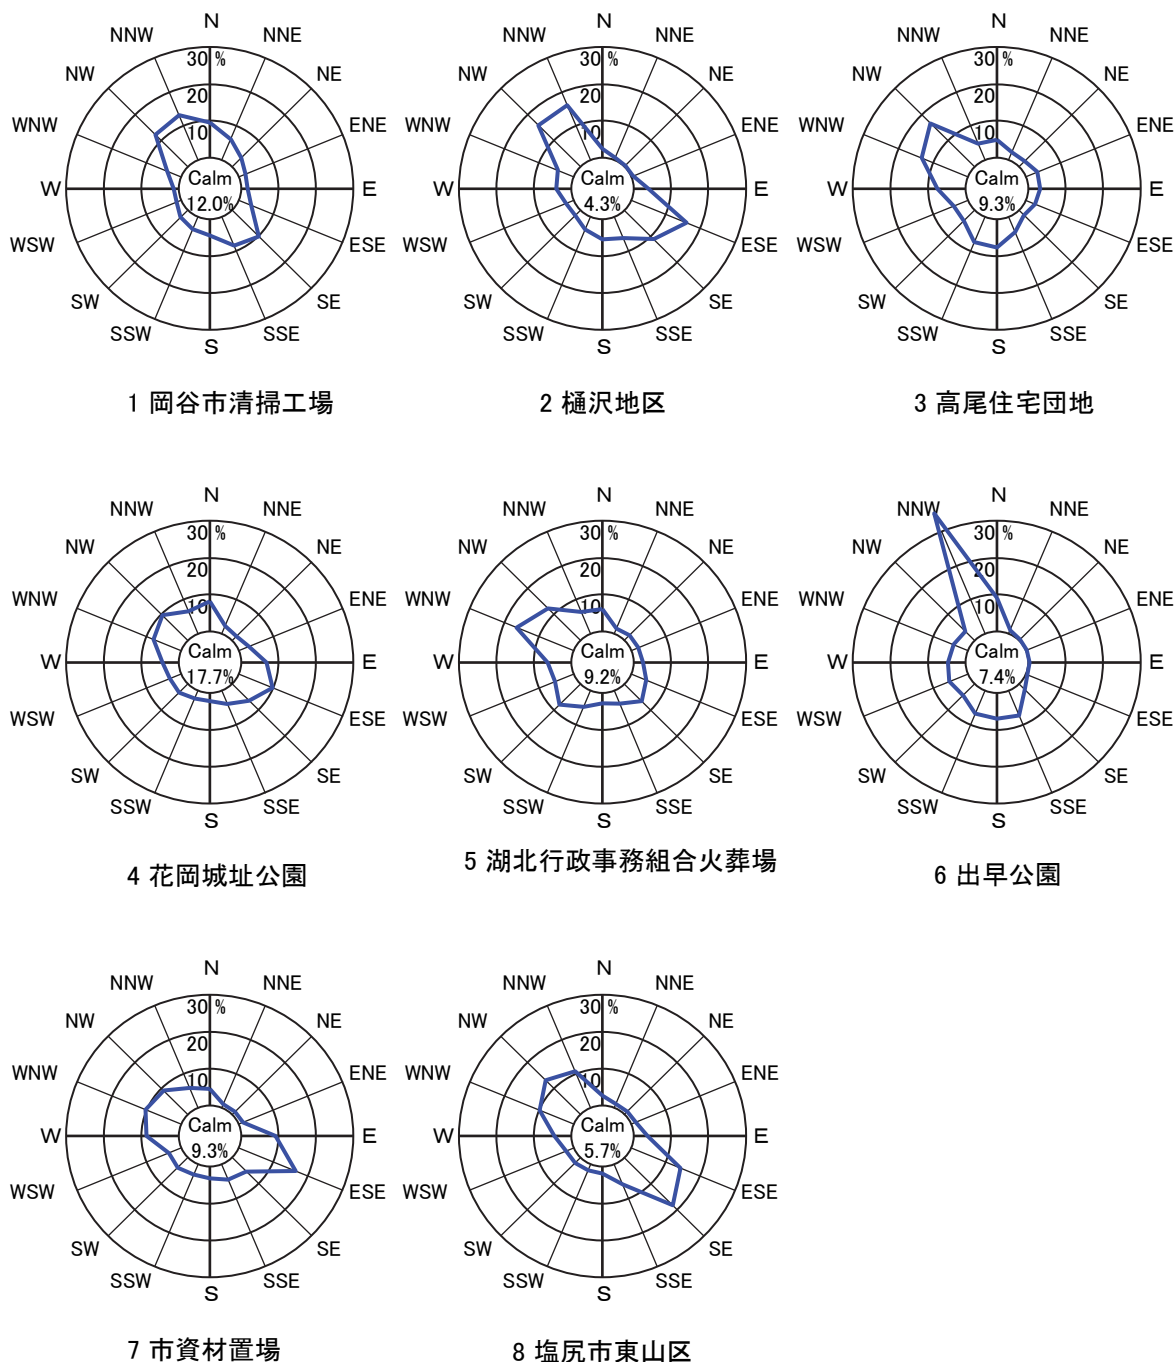 N
NNW NNE
30 %
NW NE
20
WNW ENE
10
W Calm E
12.0%
WSW ESE
SW SE
SSW SSE
S
1 岡谷市清掃工場
N
NNW NNE
30 %
NW NE
20
WNW ENE
10
W Calm E
4.3%
WSW ESE
SW SE
SSW SSE
S
2 樋沢地区
N
NNW NNE
30 %
NW NE
20
WNW ENE
10
W Calm E
9.3%
WSW ESE
SW SE
SSW SSE
S
3 高尾住宅団地
N
NNW NNE
30 %
NW NE
20
WNW ENE
10
W Calm E
17.7%
WSW ESE
SW SE
SSW SSE
S
4 花岡城址公園
N
NNW NNE
30 %
NW NE
20
WNW ENE
10
W Calm E
9.2%
WSW ESE
SW SE
SSW SSE
S
5 湖北行政事務組合火葬場
N
NNW NNE
30 %
NW NE
20
WNW ENE
10
W Calm E
7.4%
WSW ESE
SW SE
SSW SSE
S
6 出早公園
N
NNW NNE
30 %
NW NE
20
WNW ENE
10
W Calm E
9.3%
WSW ESE
SW SE
SSW SSE
S
7 市資材置場
N
NNW NNE
30 %
NW NE
20
WNW ENE
10
W Calm E
5.7%
WSW ESE
SW SE
SSW SSE
S
8 塩尻市東山区